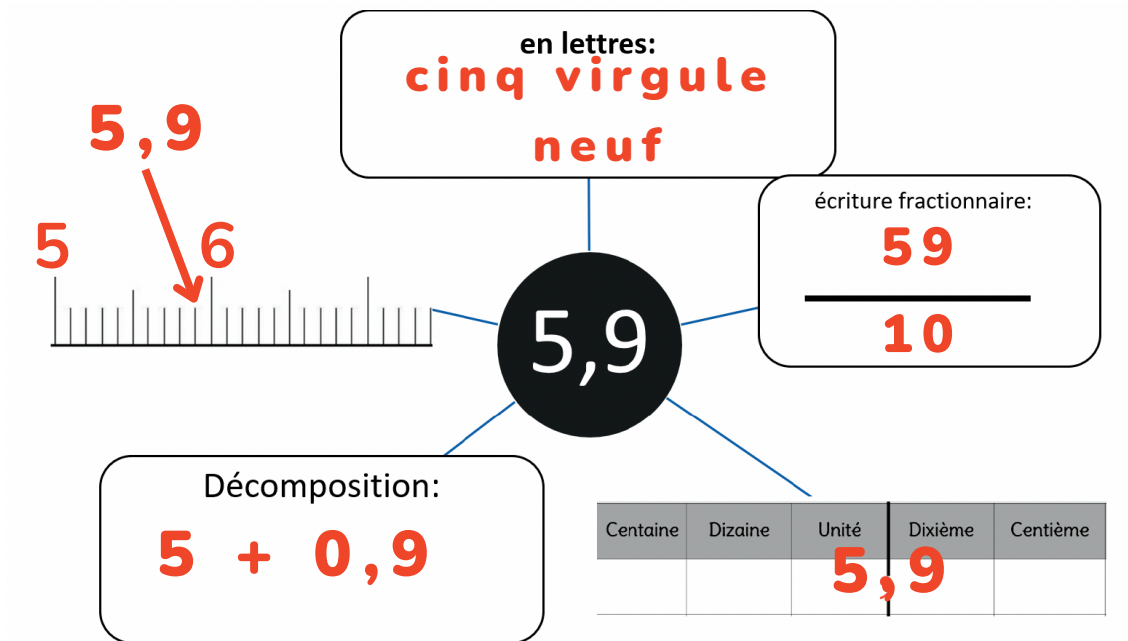 en lettres:
cinq virgule
neuf
5,9
5 6
écriture fractionnaire:
59
10
5,9
Décomposition:
5 + 0,9
Centaine Dizaine Unité Dixième Centième
5,9